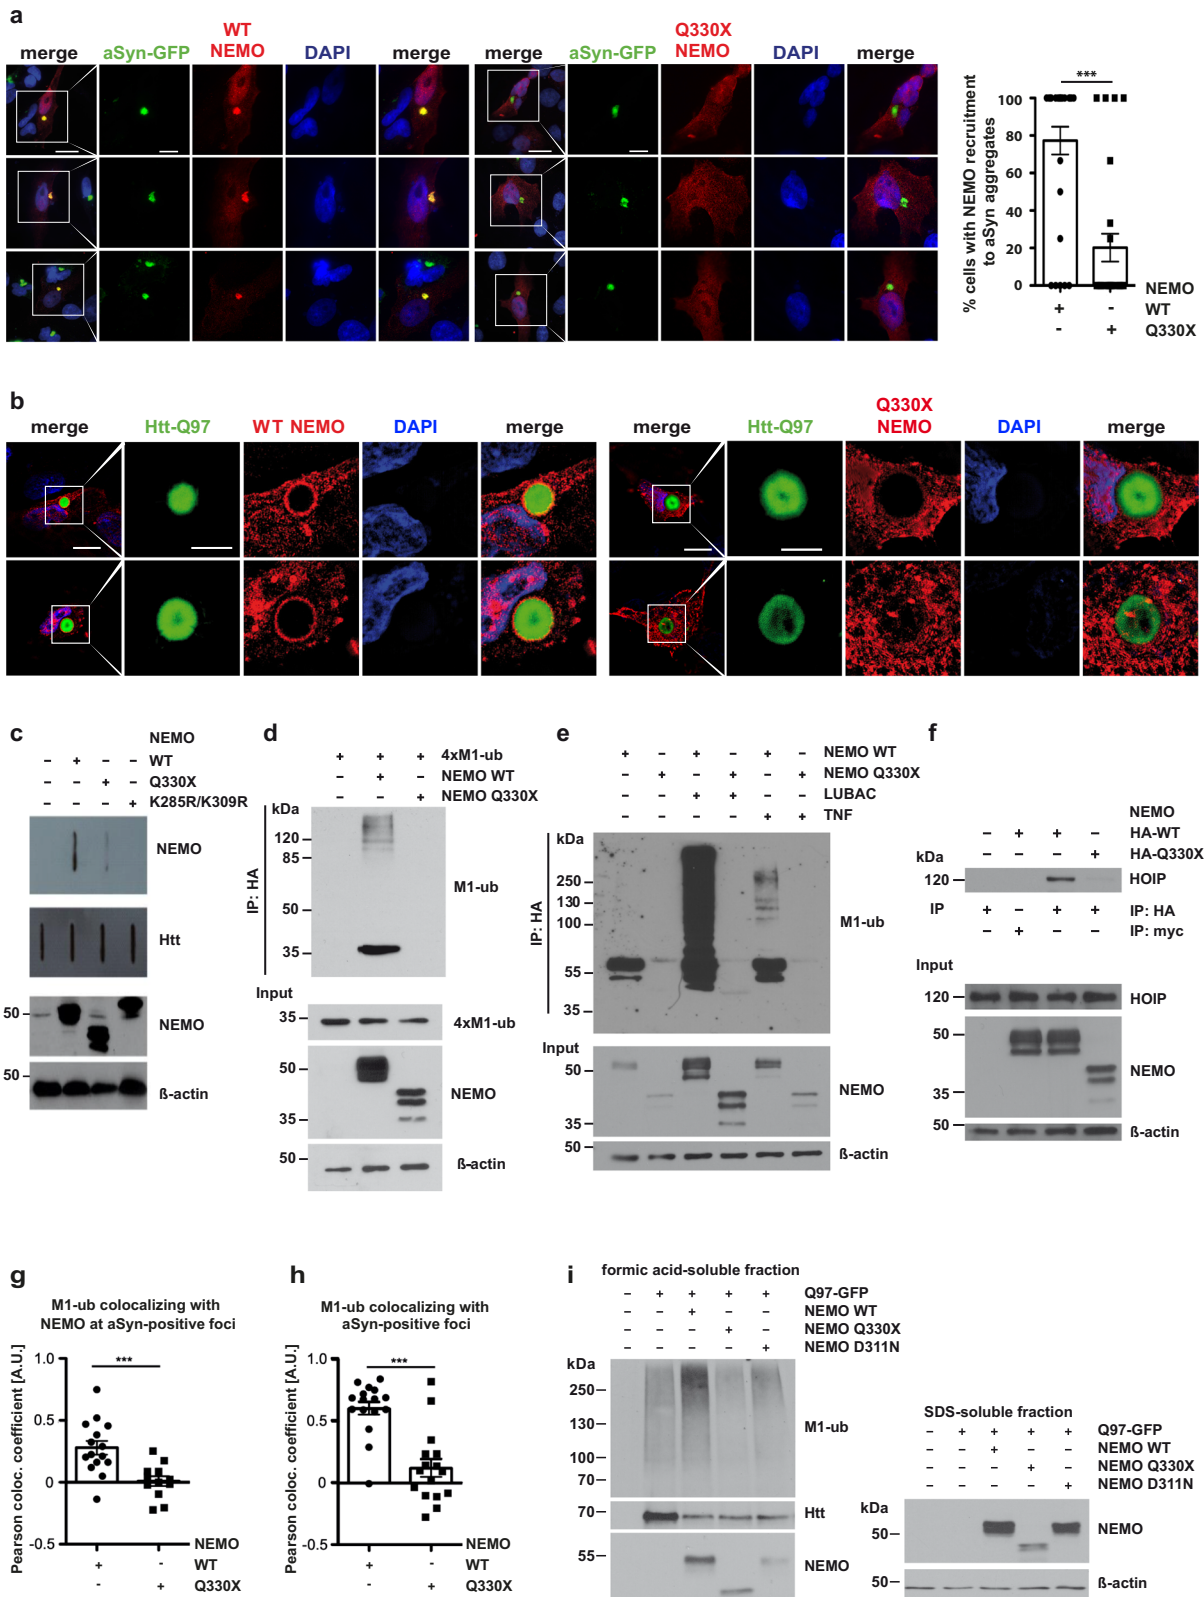 a
WT Q330X
merge aSyn-GFP NEMO DAPI merge merge aSyn-GFP NEMO DAPI merge
***
% cells with NEMO recruitment
to aSyn aggregates
100
80
60
40
20
0
NEMO
+ - WT
- + Q330X
b
Q330X
merge Htt-Q97 WT NEMO DAPI merge merge Htt-Q97 NEMO DAPI merge
c
NEMO
– + – – WT
– – + – Q330X
– – – + K285R/K309R
NEMO
Htt
50
NEMO
50
ß-actin
d
+ + + 4xM1-ub
– + – NEMO WT
– – + NEMO Q330X
kDa
120
85
50
35
IP: HA
M1-ub
Input
35
4xM1-ub
50
35
NEMO
50
ß-actin
e
+ – + – + – NEMO WT
– + – + – + NEMO Q330X
– – + + – – LUBAC
– – – – + + TNF
kDa
250
130
100
55
35
IP: HA
M1-ub
Input
50
35
NEMO
50
ß-actin
f
NEMO
– + + – HA-WT
– – – + HA-Q330X
kDa
120
HOIP
IP + – + + IP: HA
– + – – IP: myc
Input
120
HOIP
50
35
NEMO
50
ß-actin
g
M1-ub colocalizing with
NEMO at aSyn-positive foci
Pearson coloc. coefficient [A.U.]
1.0
0.5
0
-0.5
***
NEMO
+ - WT
- + Q330X
h
M1-ub colocalizing with
aSyn-positive foci
Pearson coloc. coefficient [A.U.]
1.0
0.5
0
-0.5
***
NEMO
+ - WT
- + Q330X
i
formic acid-soluble fraction
– + + + + Q97-GFP
– – + – – NEMO WT
– – – + – NEMO Q330X
– – – – + NEMO D311N
kDa
250
130
100
70
M1-ub
70
Htt
55
NEMO
SDS-soluble fraction
– + + + + Q97-GFP
– – + – – NEMO WT
– – – + – NEMO Q330X
– – – – + NEMO D311N
kDa
50
NEMO
50
ß-actin